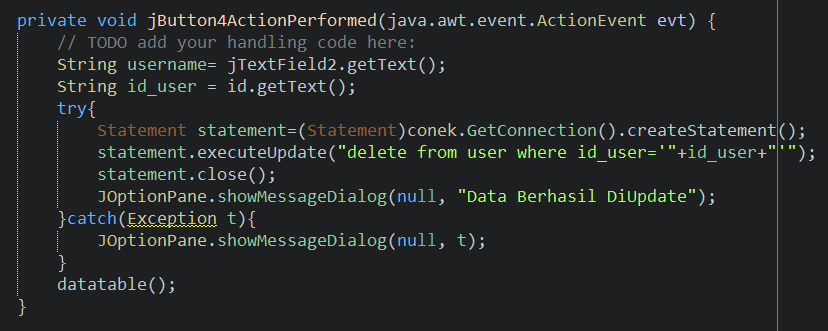 private void jButton4ActionPerformed(java.awt.event.ActionEvent evt) {
// TODO add your handling code here:
String username= jTextField2.getText();
String id_user = id.getText();
try{
Statement statement=(Statement)conek.GetConnection().createStatement();
statement.executeUpdate("delete from user where id_user='"+id_user+"'");
statement.close();
JOptionPane.showMessageDialog(null, "Data Berhasil DiUpdate");
}catch(Exception t){
JOptionPane.showMessageDialog(null, t);
}
datatable();
}